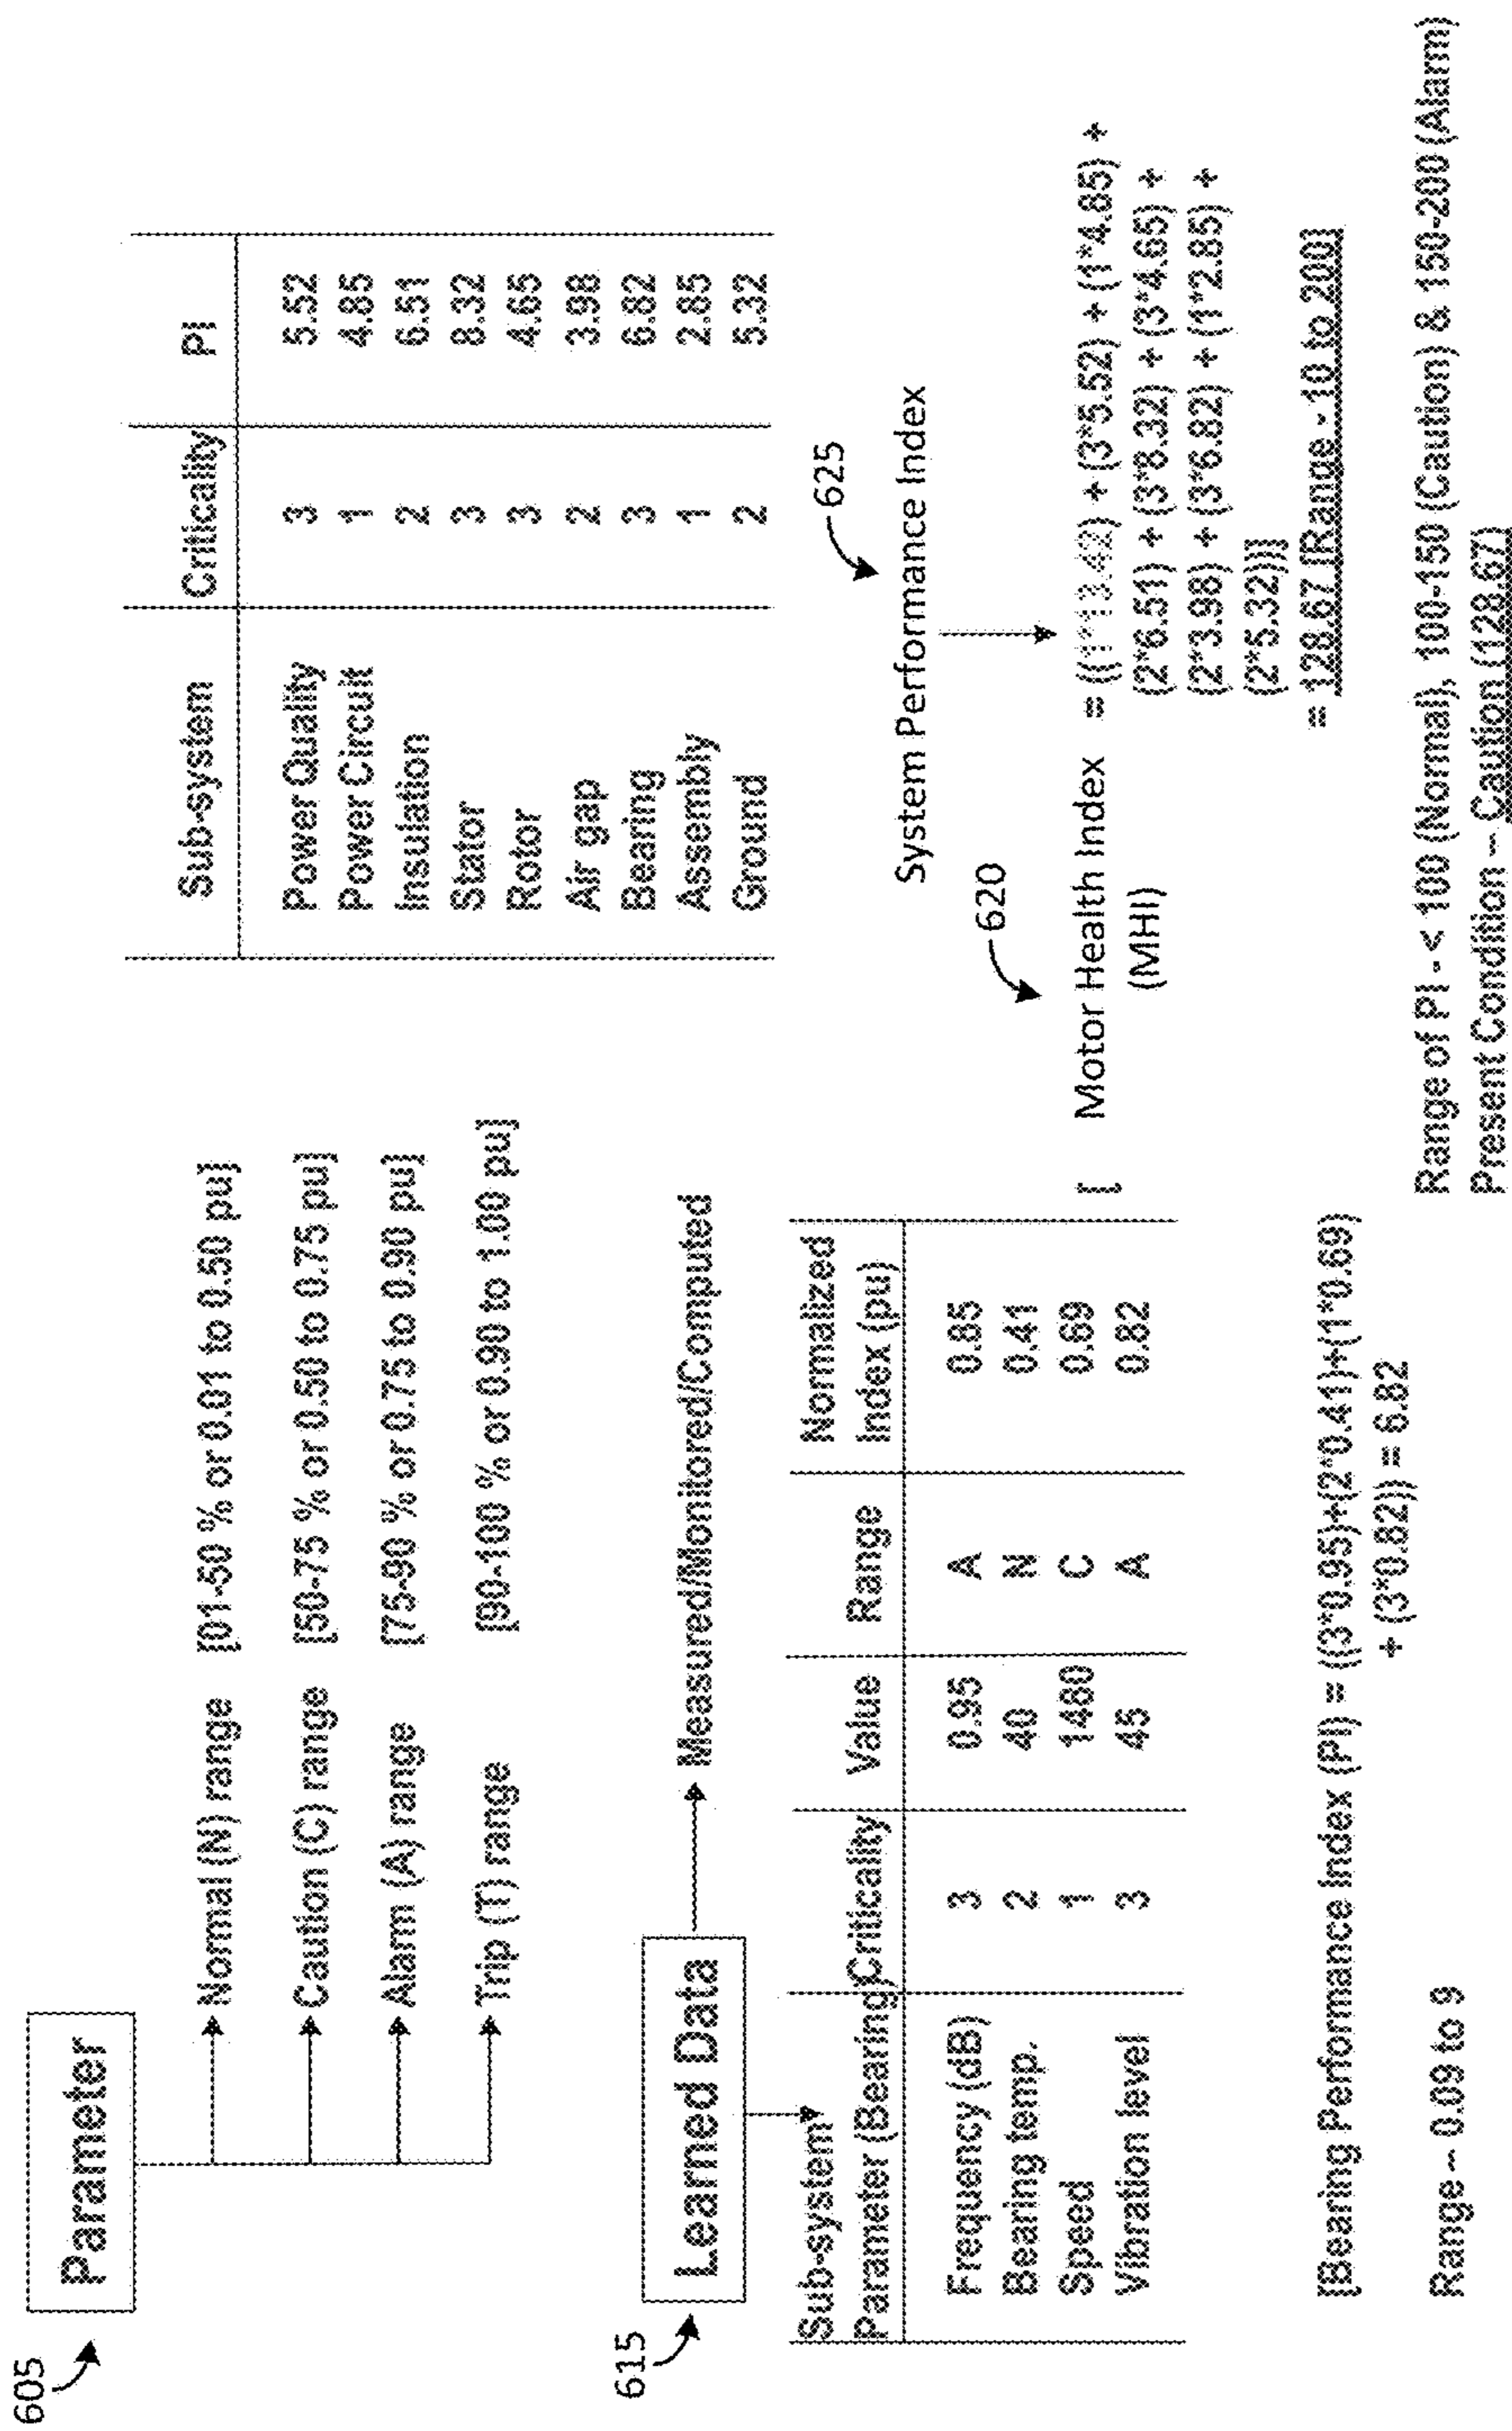 605
Parameter
Normal (N) range [01-50 % or 0.01 to 0.50 pu]
Caution (C) range [50-75 % or 0.50 to 0.75 pu]
Alarm (A) range [75-90 % or 0.75 to 0.90 pu]
Trip (T) range [90-100 % or 0.90 to 1.00 pu]
615
Learned Data
Measured/Monitored/Computed
Sub-system
Parameter (Bearing) Criticality Value Range Normalized Index (pu)
Frequency (dB) 3 0.95 A 0.85
Bearing temp. 2 40 N 0.41
Speed 1 1480 C 0.69
Vibration level 3 45 A 0.82
[Bearing Performance Index (PI) = ((3*0.95)+(2*0.41)+(1*0.69)
+ (3*0.82)) = 6.82
Range -- 0.09 to 9
Sub-system Criticality PI
Power Quality 3 5.52
Power Circuit 1 4.85
Insulation 2 6.51
Stator 3 8.32
Rotor 3 4.65
Air gap 2 3.98
Bearing 3 6.82
Assembly 1 2.85
Ground 2 5.32
625
System Performance Index
620
[ Motor Health Index = ((1*13.42) + (3*5.52) + (1*4.85) +
(MHI) (2*6.51) + (3*8.32) + (3*4.65) +
(2*3.98) + (3*6.82) + (1*2.85) +
(2*5.32))]
= 128.67 [Range - 10 to 200]
Range of PI - < 100 (Normal), 100-150 (Caution) & 150-200 (Alarm)
Present Condition -- Caution (128.67)